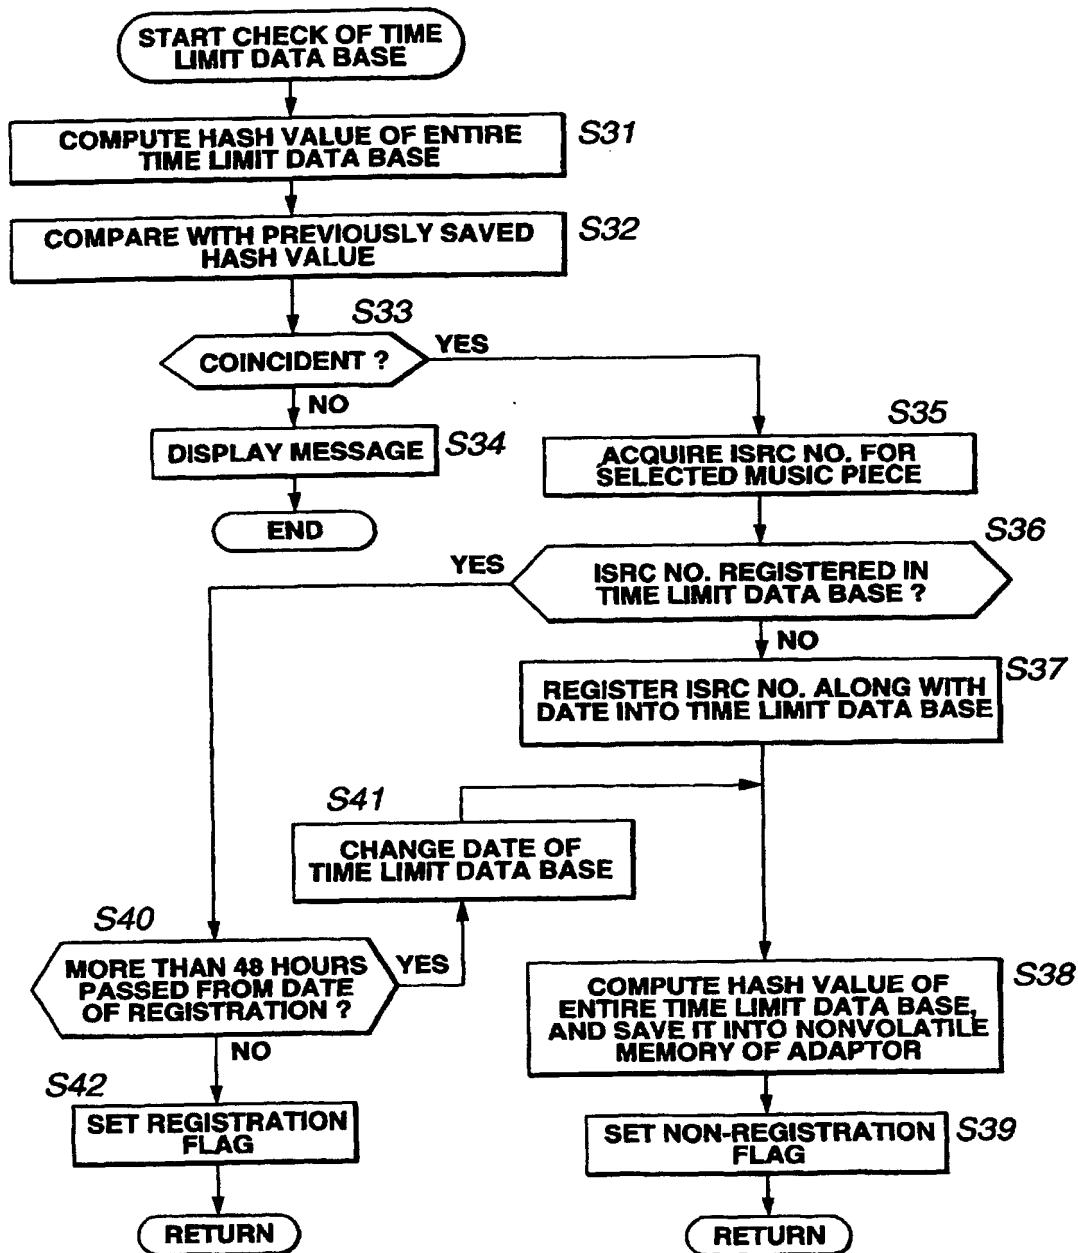 START CHECK OF TIME
LIMIT DATA BASE
COMPUTE HASH VALUE OF ENTIRE
TIME LIMIT DATA BASE
S31
COMPARE WITH PREVIOUSLY SAVED
HASH VALUE
S32
S33
COINCIDENT ?
YES
NO
DISPLAY MESSAGE
S34
END
S35
ACQUIRE ISRC NO. FOR
SELECTED MUSIC PIECE
S36
YES
ISRC NO. REGISTERED IN
TIME LIMIT DATA BASE ?
NO
S37
REGISTER ISRC NO. ALONG WITH
DATE INTO TIME LIMIT DATA BASE
S41
CHANGE DATE OF
TIME LIMIT DATA BASE
S40
MORE THAN 48 HOURS
PASSED FROM DATE
OF REGISTRATION ?
YES
NO
S38
COMPUTE HASH VALUE OF
ENTIRE TIME LIMIT DATA BASE,
AND SAVE IT INTO NONVOLATILE
MEMORY OF ADAPTOR
S42
SET REGISTRATION
FLAG
RETURN
SET NON-REGISTRATION
FLAG
S39
RETURN